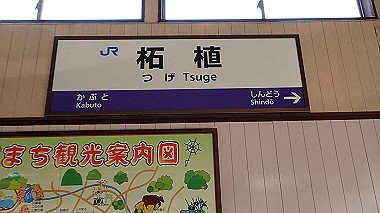 JR 柘植
つげ Tsuge
かぶと しんどう
Kabuto Shindō
まち観光案内図